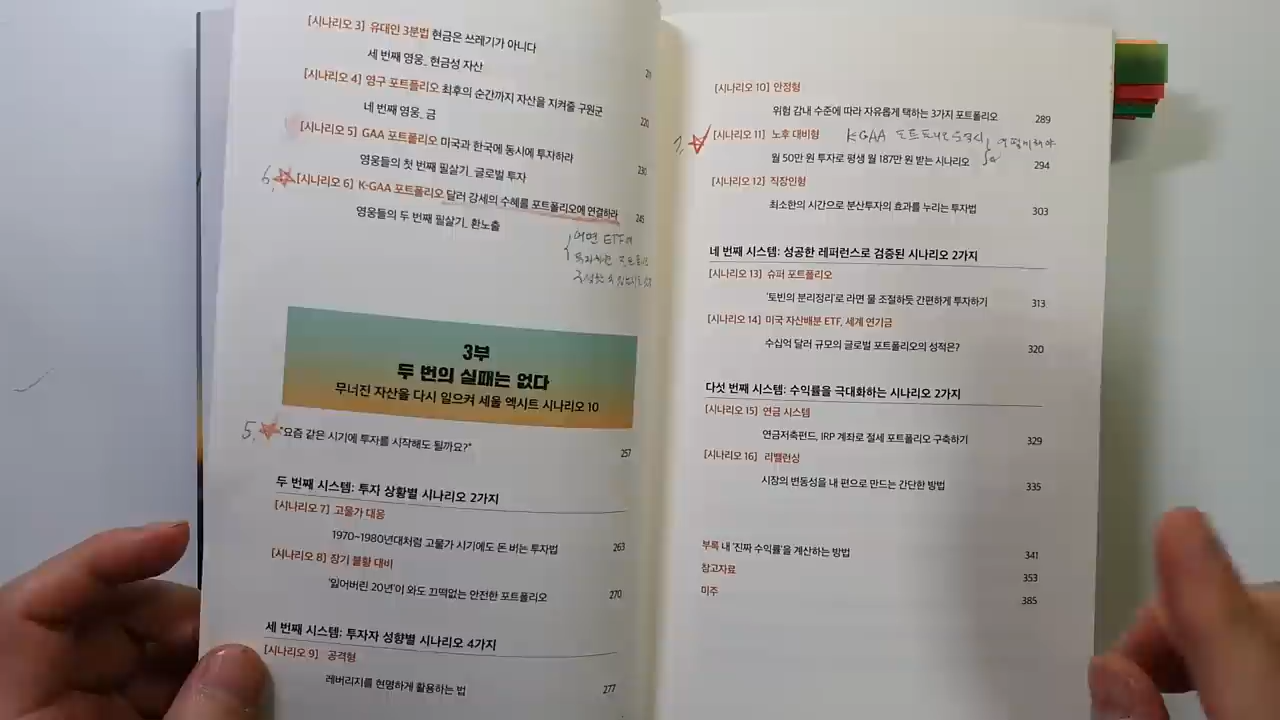 [시나리오 3] 유대인 3분법 현금은 쓰레기가 아니다
세 번째 영웅_ 현금성 자산
211
[시나리오 4] 영구 포트폴리오 최후의 순간까지 자산을 지켜줄 구원군
네 번째 영웅_ 금
220
[시나리오 5] GAA 포트폴리오 미국과 한국에 동시에 투자하라
영웅들의 첫 번째 필살기_ 글로벌 투자
230
6. [시나리오 6] K-GAA 포트폴리오 달러 강세의 수혜를 포트폴리오에 연결하라
영웅들의 두 번째 필살기_ 환노출
245
어떤 ETF에
3부
두 번의 실패는 없다
무너진 자산을 다시 일으켜 세울 엑시트 시나리오 10
5. "요즘 같은 시기에 투자를 시작해도 될까요?"
257
두 번째 시스템: 투자 상황별 시나리오 2가지
[시나리오 7] 고물가 대응
1970~1980년대처럼 고물가 시기에도 돈 버는 투자법
263
[시나리오 8] 장기 불황 대비
'잃어버린 20년'이 와도 끄떡없는 안전한 포트폴리오
270
세 번째 시스템: 투자자 성향별 시나리오 4가지
[시나리오 9] 공격형
레버리지를 현명하게 활용하는 법
277
[시나리오 10] 안정형
위험 감내 수준에 따라 자유롭게 택하는 3가지 포트폴리오
289
[시나리오 11] 노후 대비형 K-GAA
월 50만 원 투자로 평생 월 187만 원 받는 시나리오
294
[시나리오 12] 직장인형
최소한의 시간으로 분산투자의 효과를 누리는 투자법
303
네 번째 시스템: 성공한 레퍼런스로 검증된 시나리오 2가지
[시나리오 13] 슈퍼 포트폴리오
'토빈의 분리정리'로 라면 물 조절하듯 간편하게 투자하기
313
[시나리오 14] 미국 자산배분 ETF, 세계 연기금
수십억 달러 규모의 글로벌 포트폴리오의 성적은?
320
다섯 번째 시스템: 수익률을 극대화하는 시나리오 2가지
[시나리오 15] 연금 시스템
연금저축펀드, IRP 계좌로 절세 포트폴리오 구축하기
329
[시나리오 16] 리밸런싱
시장의 변동성을 내 편으로 만드는 간단한 방법
335
부록 내 '진짜 수익률'을 계산하는 방법
341
참고자료
353
미주
385